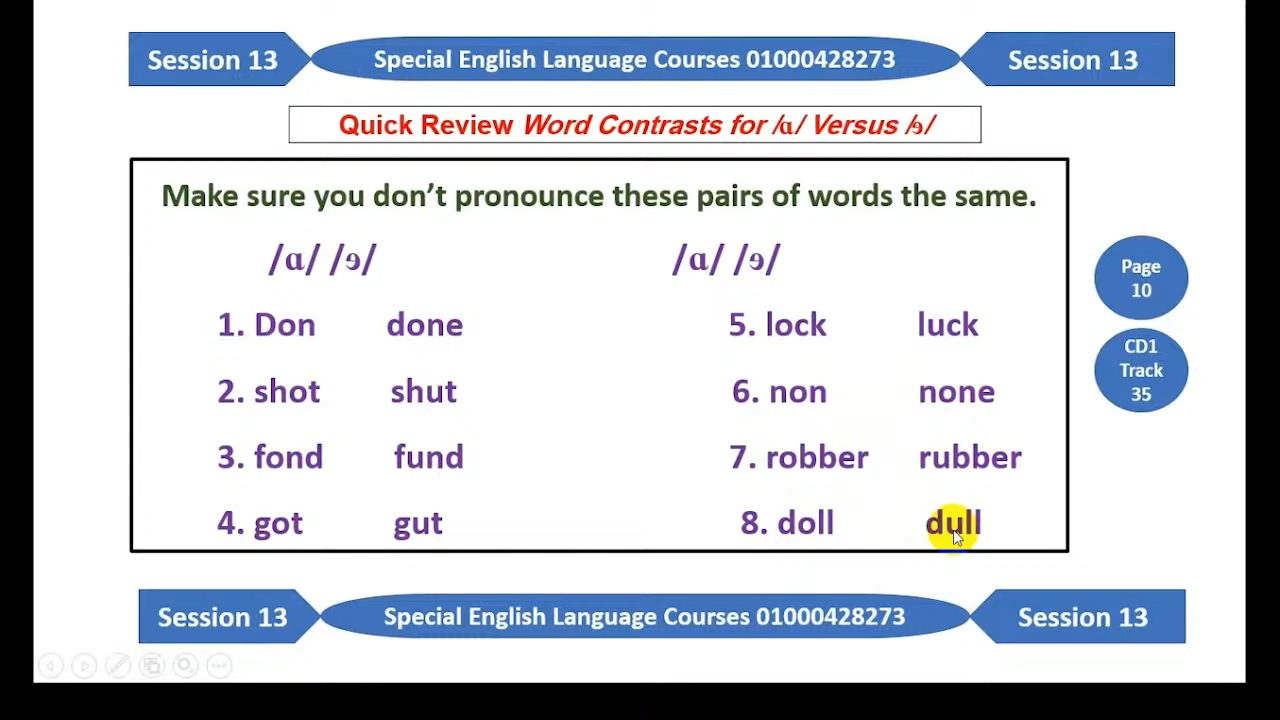 Session 13 Special English Language Courses 01000428273 Session 13
Quick Review Word Contrasts for /ɑ/ Versus /ɘ/
Make sure you don’t pronounce these pairs of words the same.
/ɑ/ /ɘ/ /ɑ/ /ɘ/
1. Don done 5. lock luck
2. shot shut 6. non none
3. fond fund 7. robber rubber
4. got gut 8. doll dull
Page
10
CD1
Track
35
Session 13 Special English Language Courses 01000428273 Session 13